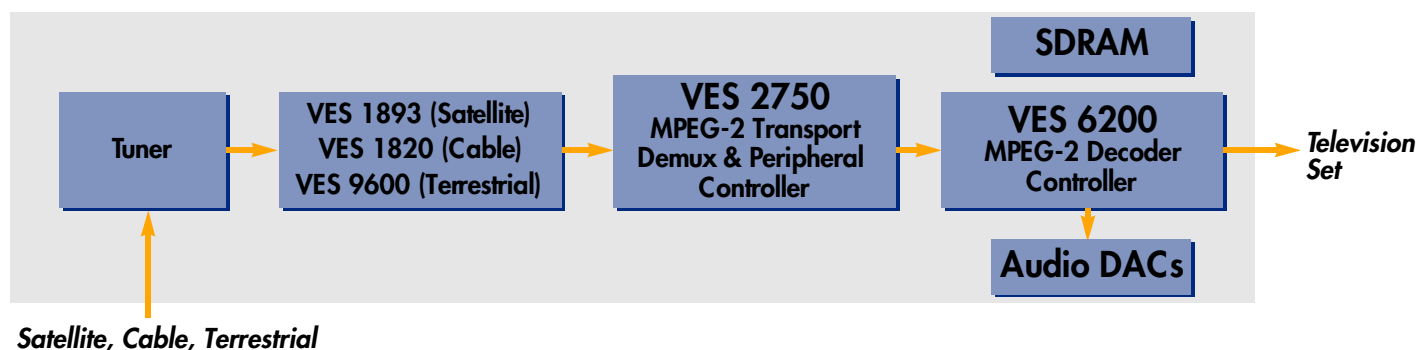 SDRAM
Tuner
VES 1893 (Satellite)
VES 1820 (Cable)
VES 9600 (Terrestrial)
VES 2750
MPEG-2 Transport
Demux & Peripheral
Controller
VES 6200
MPEG-2 Decoder
Controller
Television
Set
Audio DACs
Satellite, Cable, Terrestrial